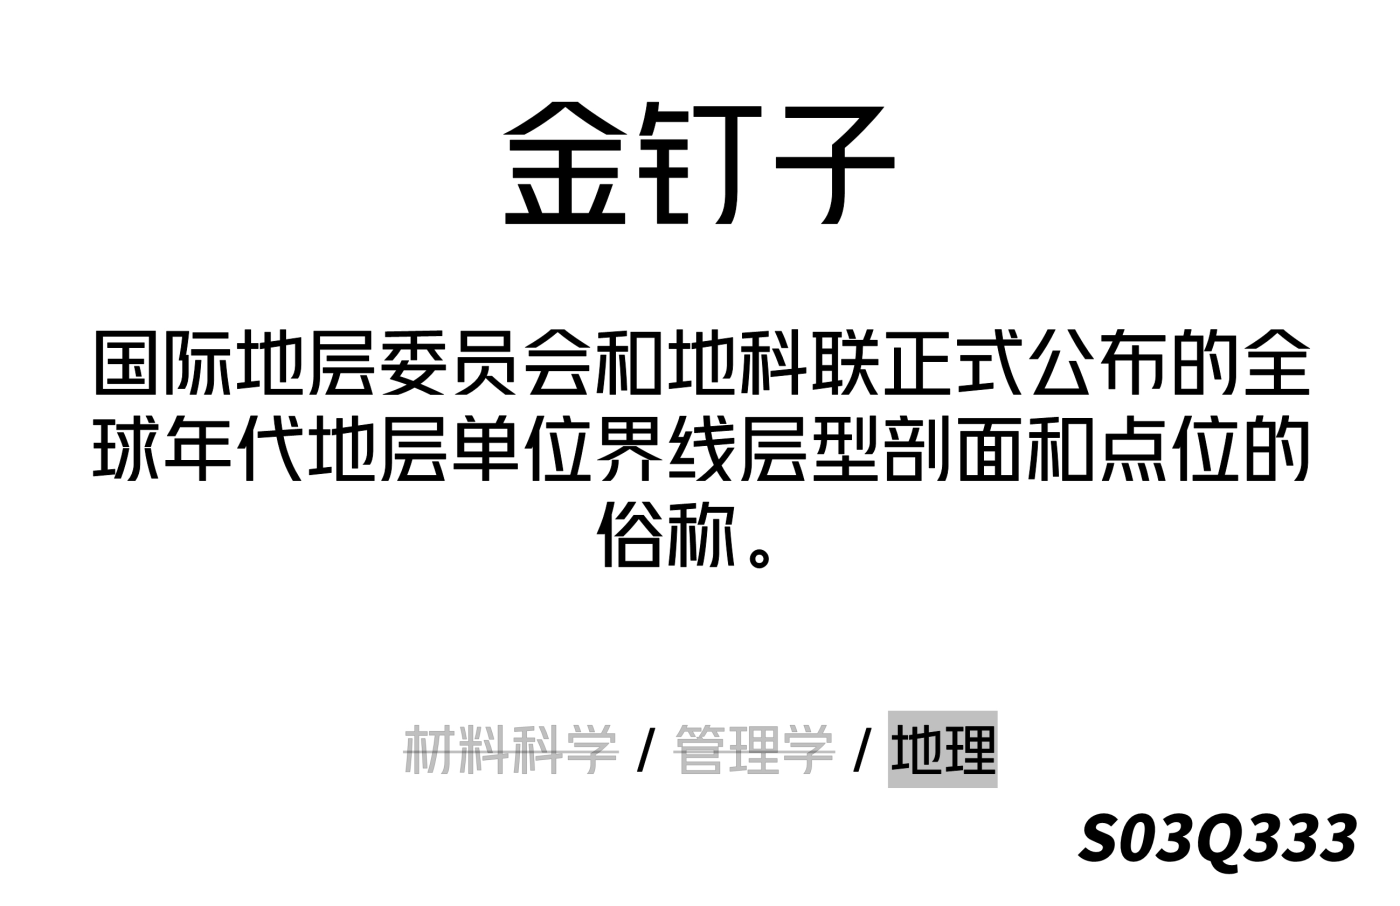 金钉子
国际地层委员会和地科联正式公布的全
球年代地层单位界线层型剖面和点位的
俗称。
材料科学 / 管理学 / 地理
S03Q333